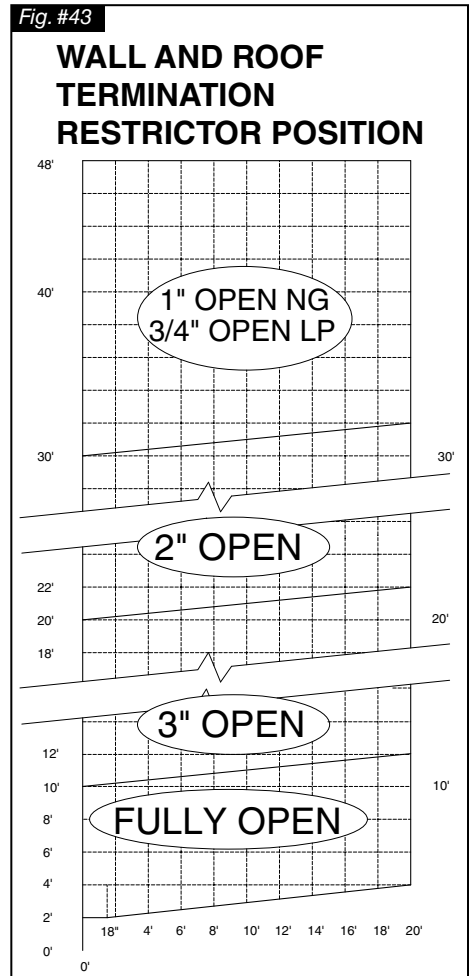 Fig. #43
WALL AND ROOF
TERMINATION
RESTRICTOR POSITION
48'
40'
1" OPEN NG
3/4" OPEN LP
30' 30'
2" OPEN
22'
20' 20'
18'
3" OPEN
12'
10' 10'
8' FULLY OPEN
6'
4'
2'
18" 4' 6' 8' 10' 12' 14' 16' 18' 20'
0'
0'